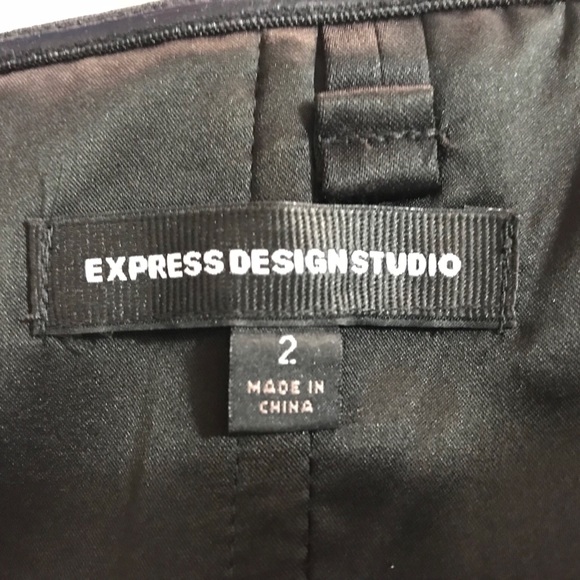 EXPRESS DESIGN STUDIO
2
MADE IN
CHINA